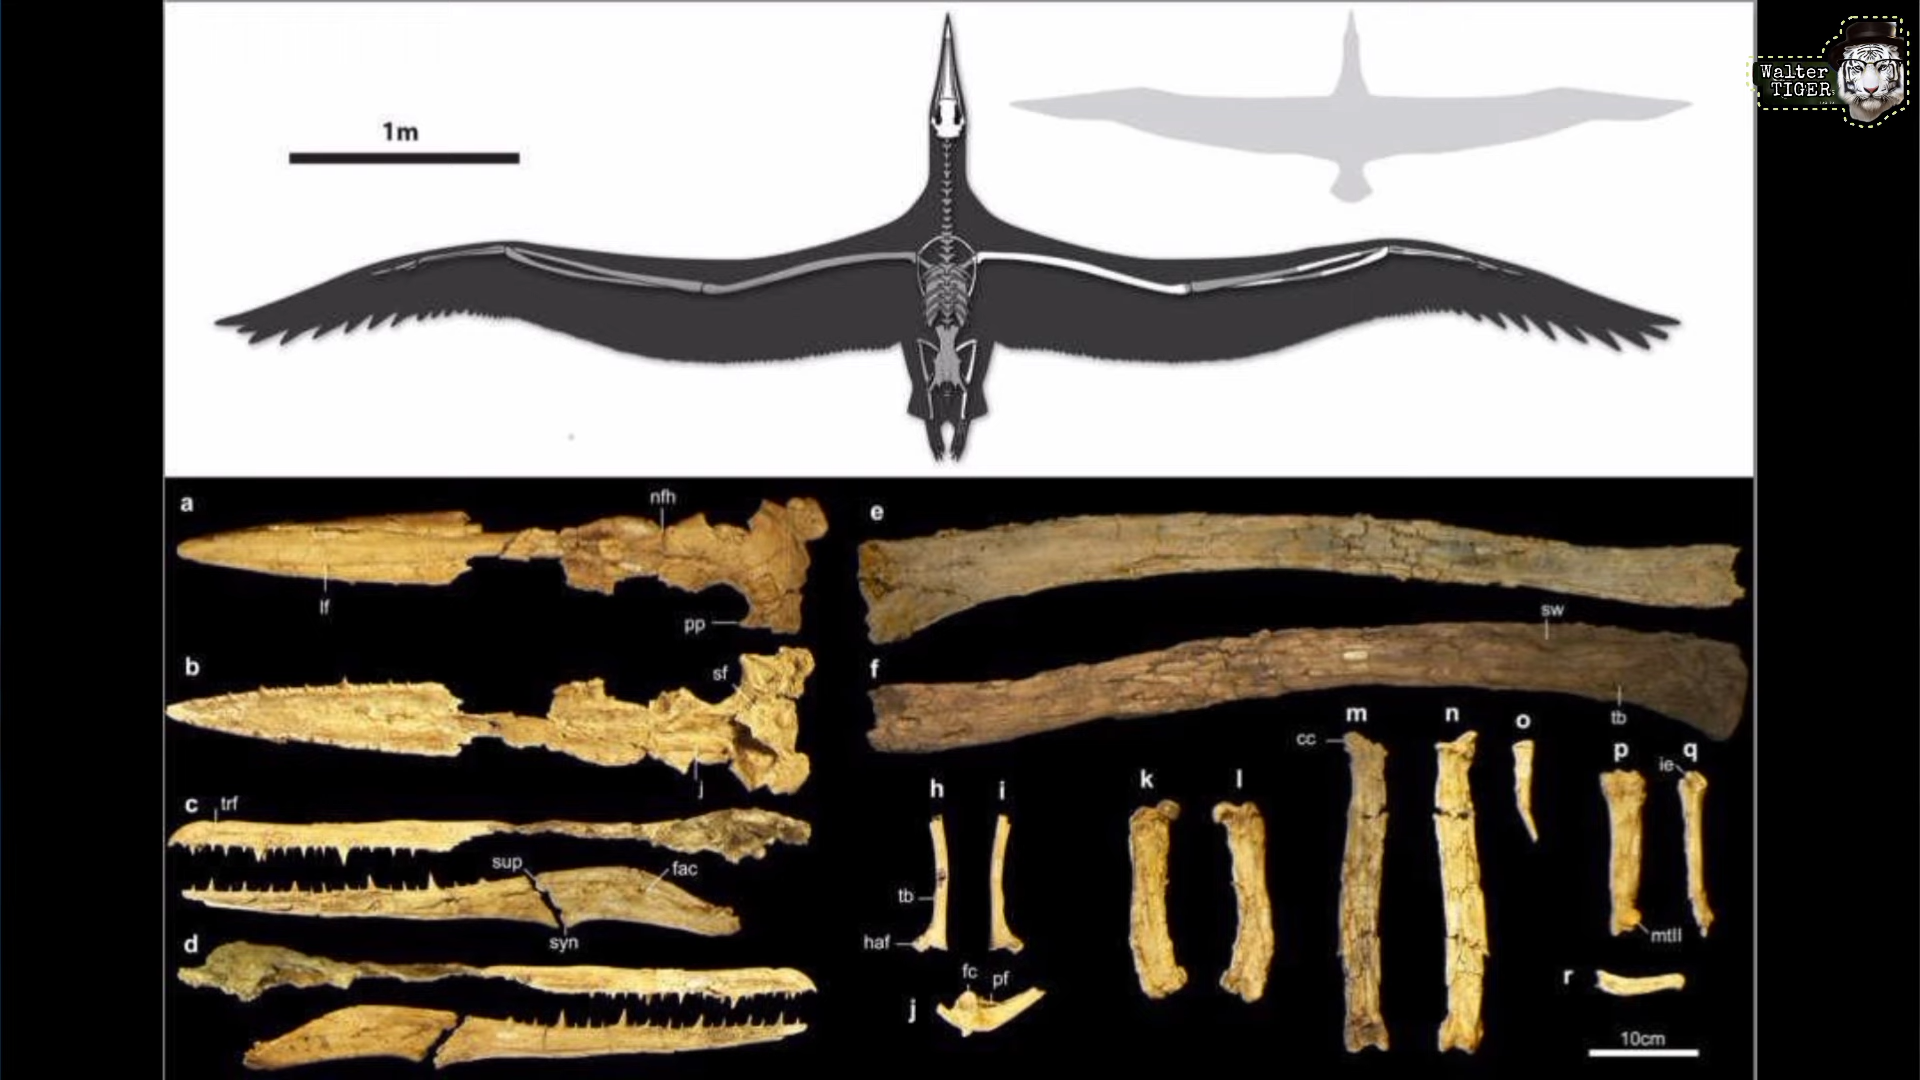 1m
Walter
TIGER
a
nfh
lf
pp
b
sf
j
c
trf
sup
fac
syn
d
e
f
sw
tb
h
i
tb
haf
fc
pf
j
k
l
m
cc
n
o
p
q
ie
mtII
r
10cm